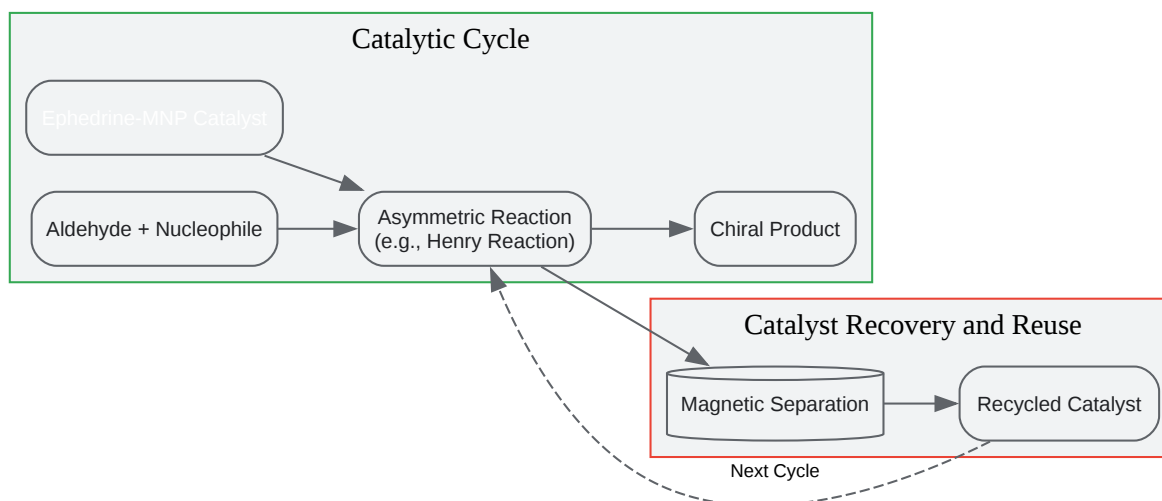 Catalytic Cycle
Ephedrine-MNP Catalyst
Aldehyde + Nucleophile
Asymmetric Reaction
(e.g., Henry Reaction)
Chiral Product
Catalyst Recovery and Reuse
Magnetic Separation
Recycled Catalyst
Next Cycle